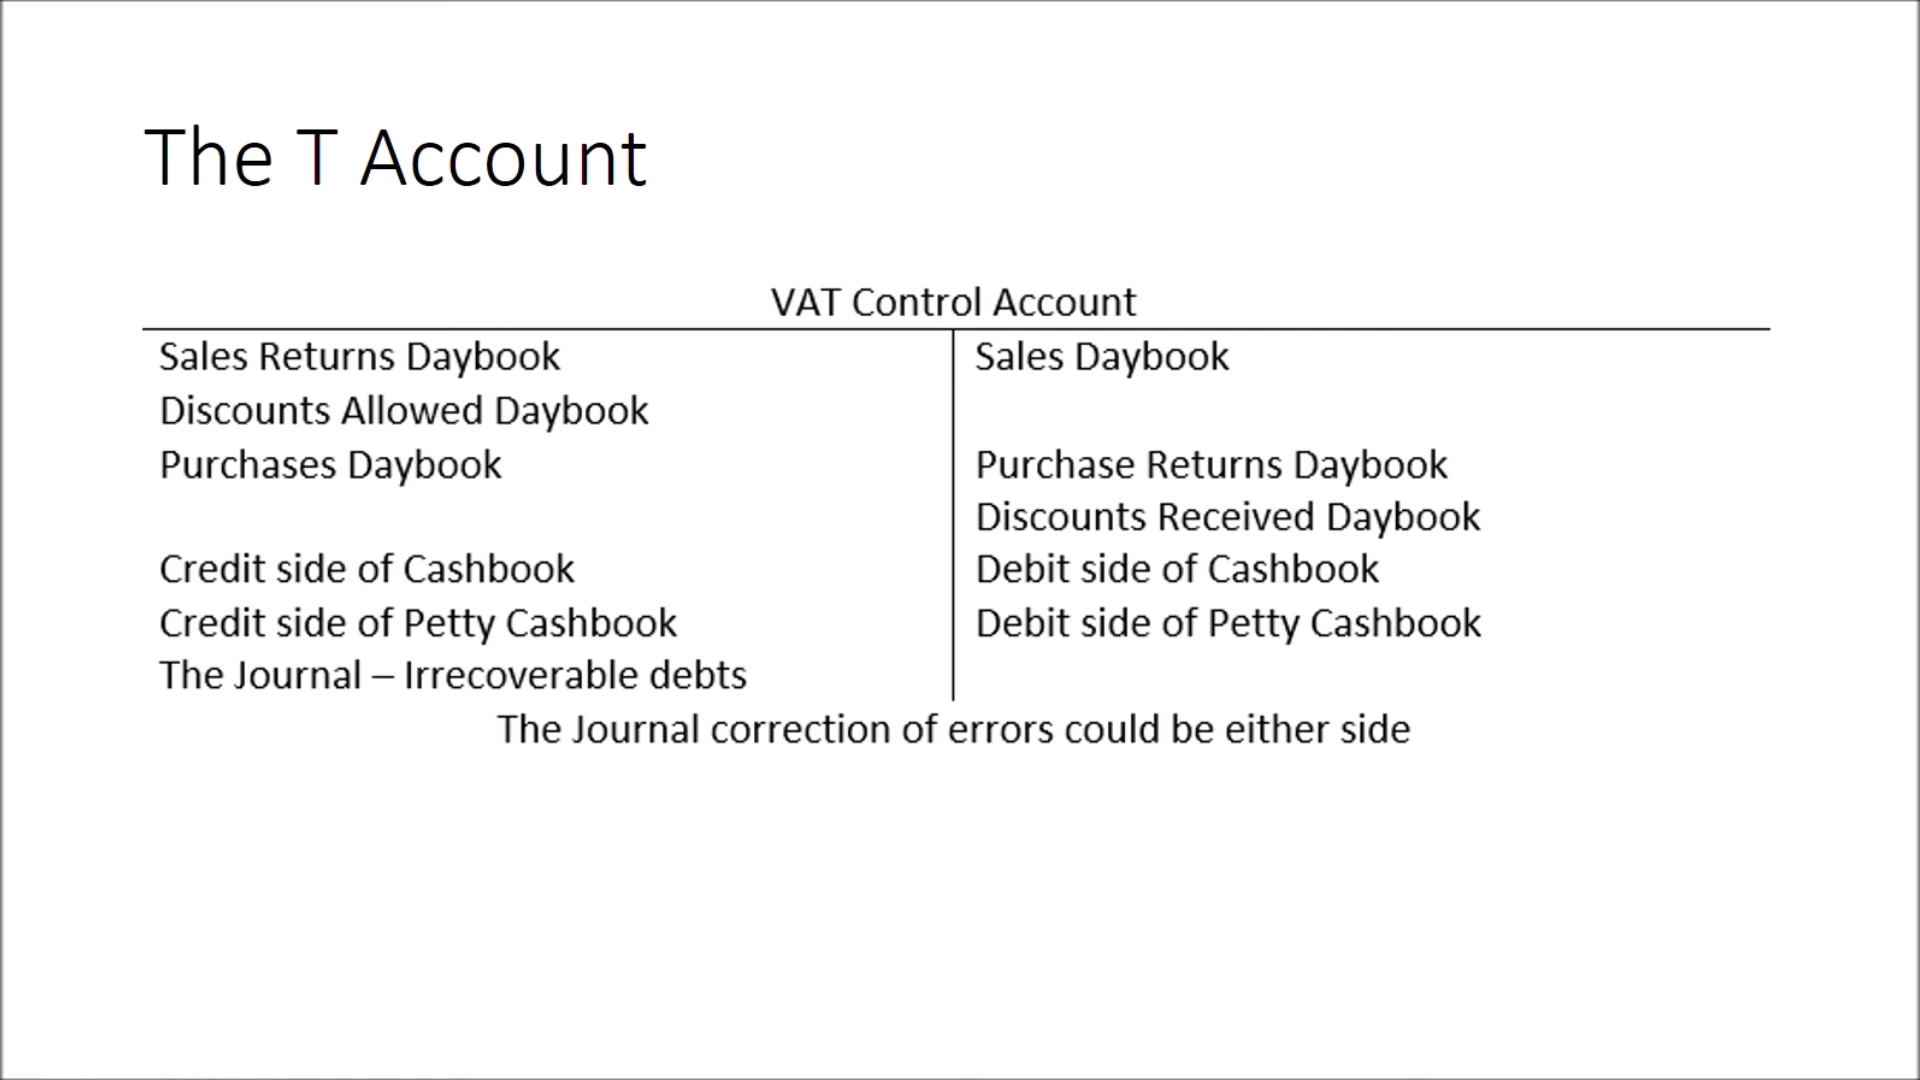 The T Account
VAT Control Account
Sales Returns Daybook
Sales Daybook
Discounts Allowed Daybook
Purchases Daybook
Purchase Returns Daybook
Discounts Received Daybook
Credit side of Cashbook
Debit side of Cashbook
Credit side of Petty Cashbook
Debit side of Petty Cashbook
The Journal – Irrecoverable debts
The Journal correction of errors could be either side